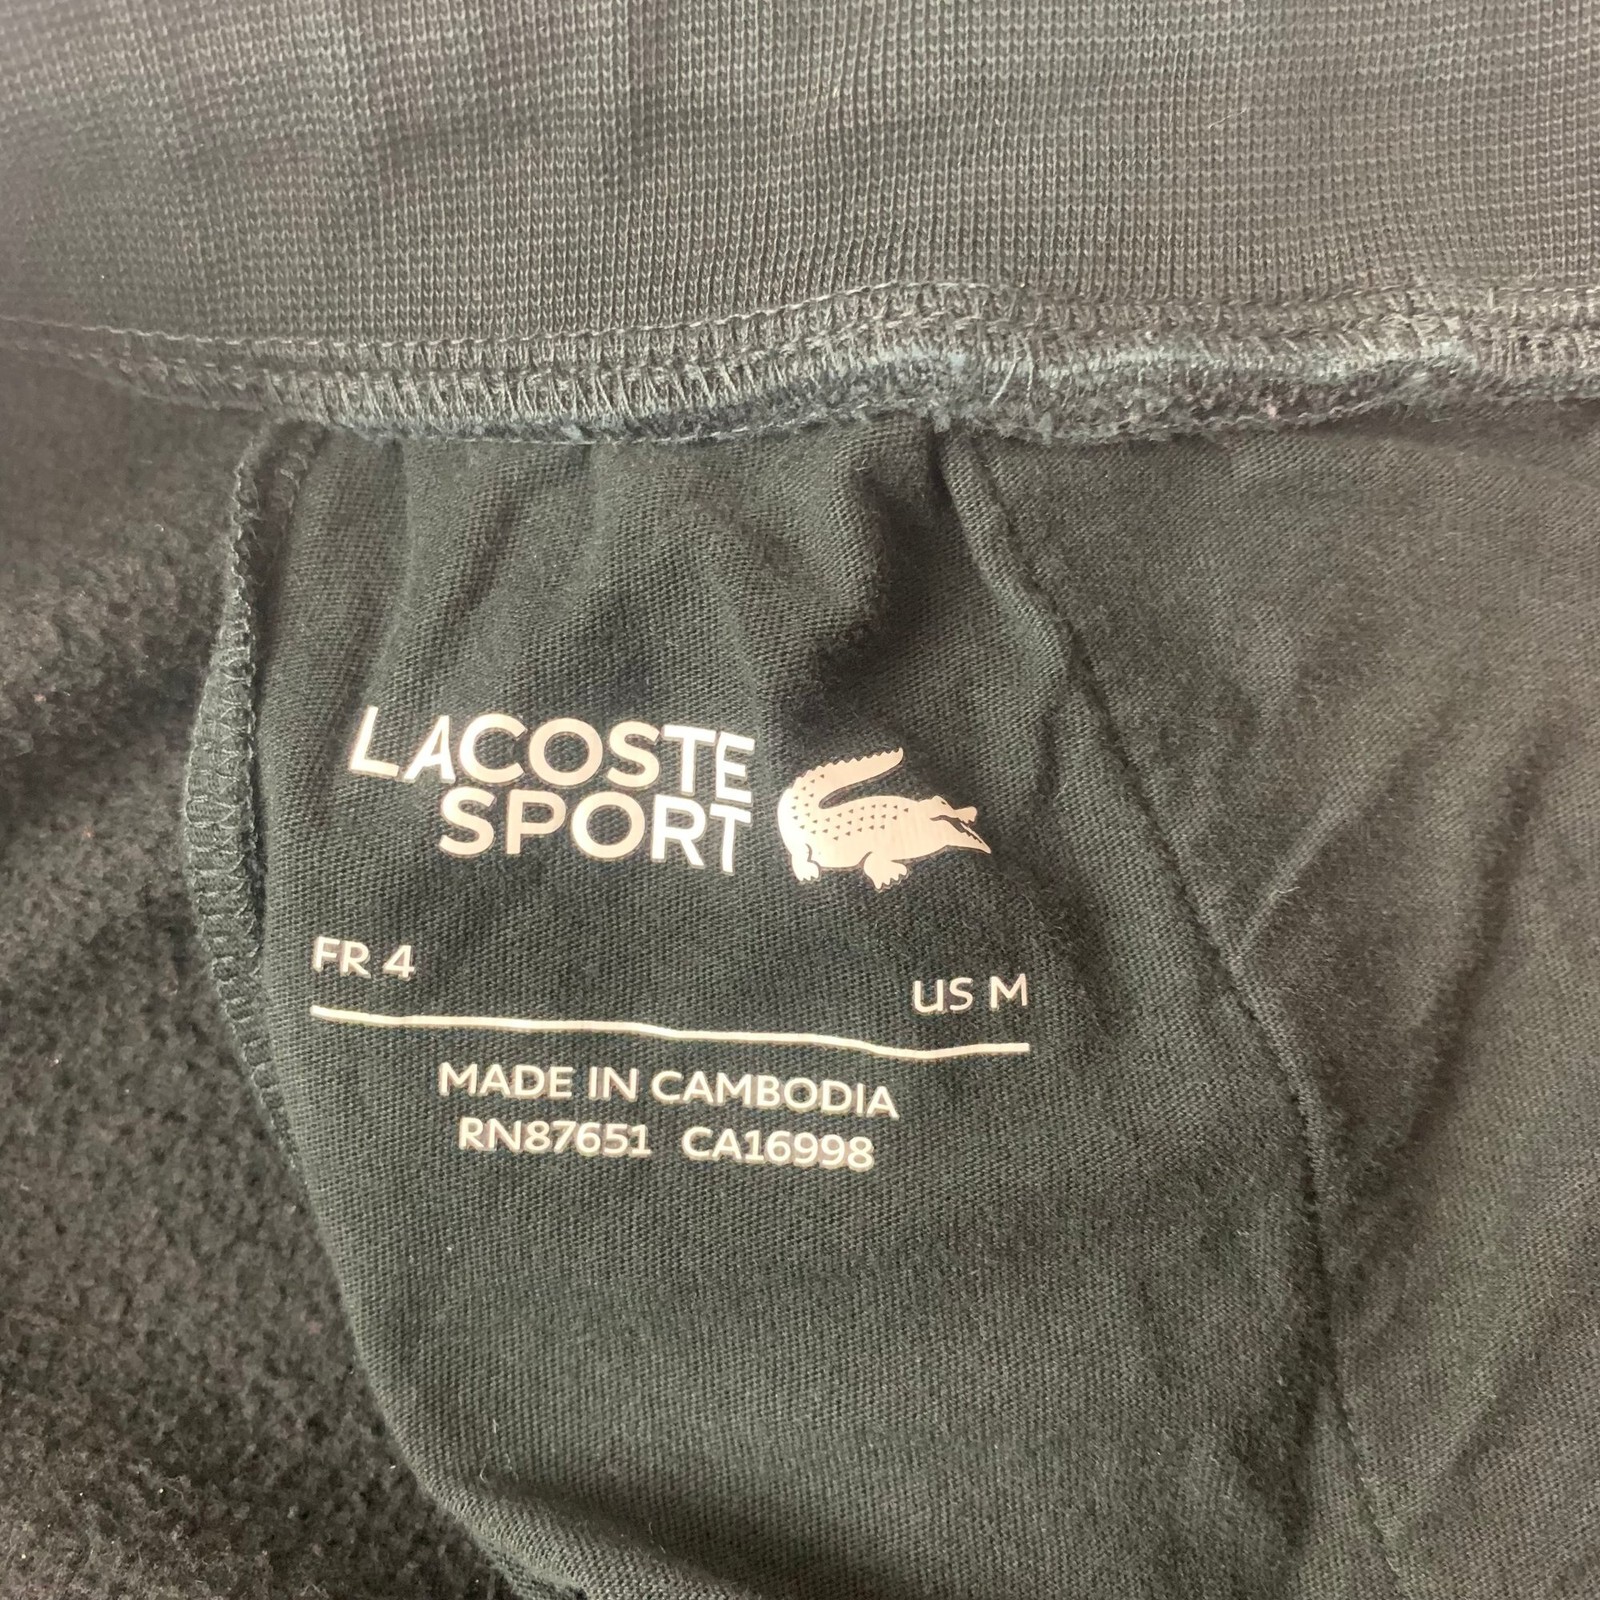 LACOSTE
SPORT
FR 4 US M
MADE IN CAMBODIA
RN87651 CA16998